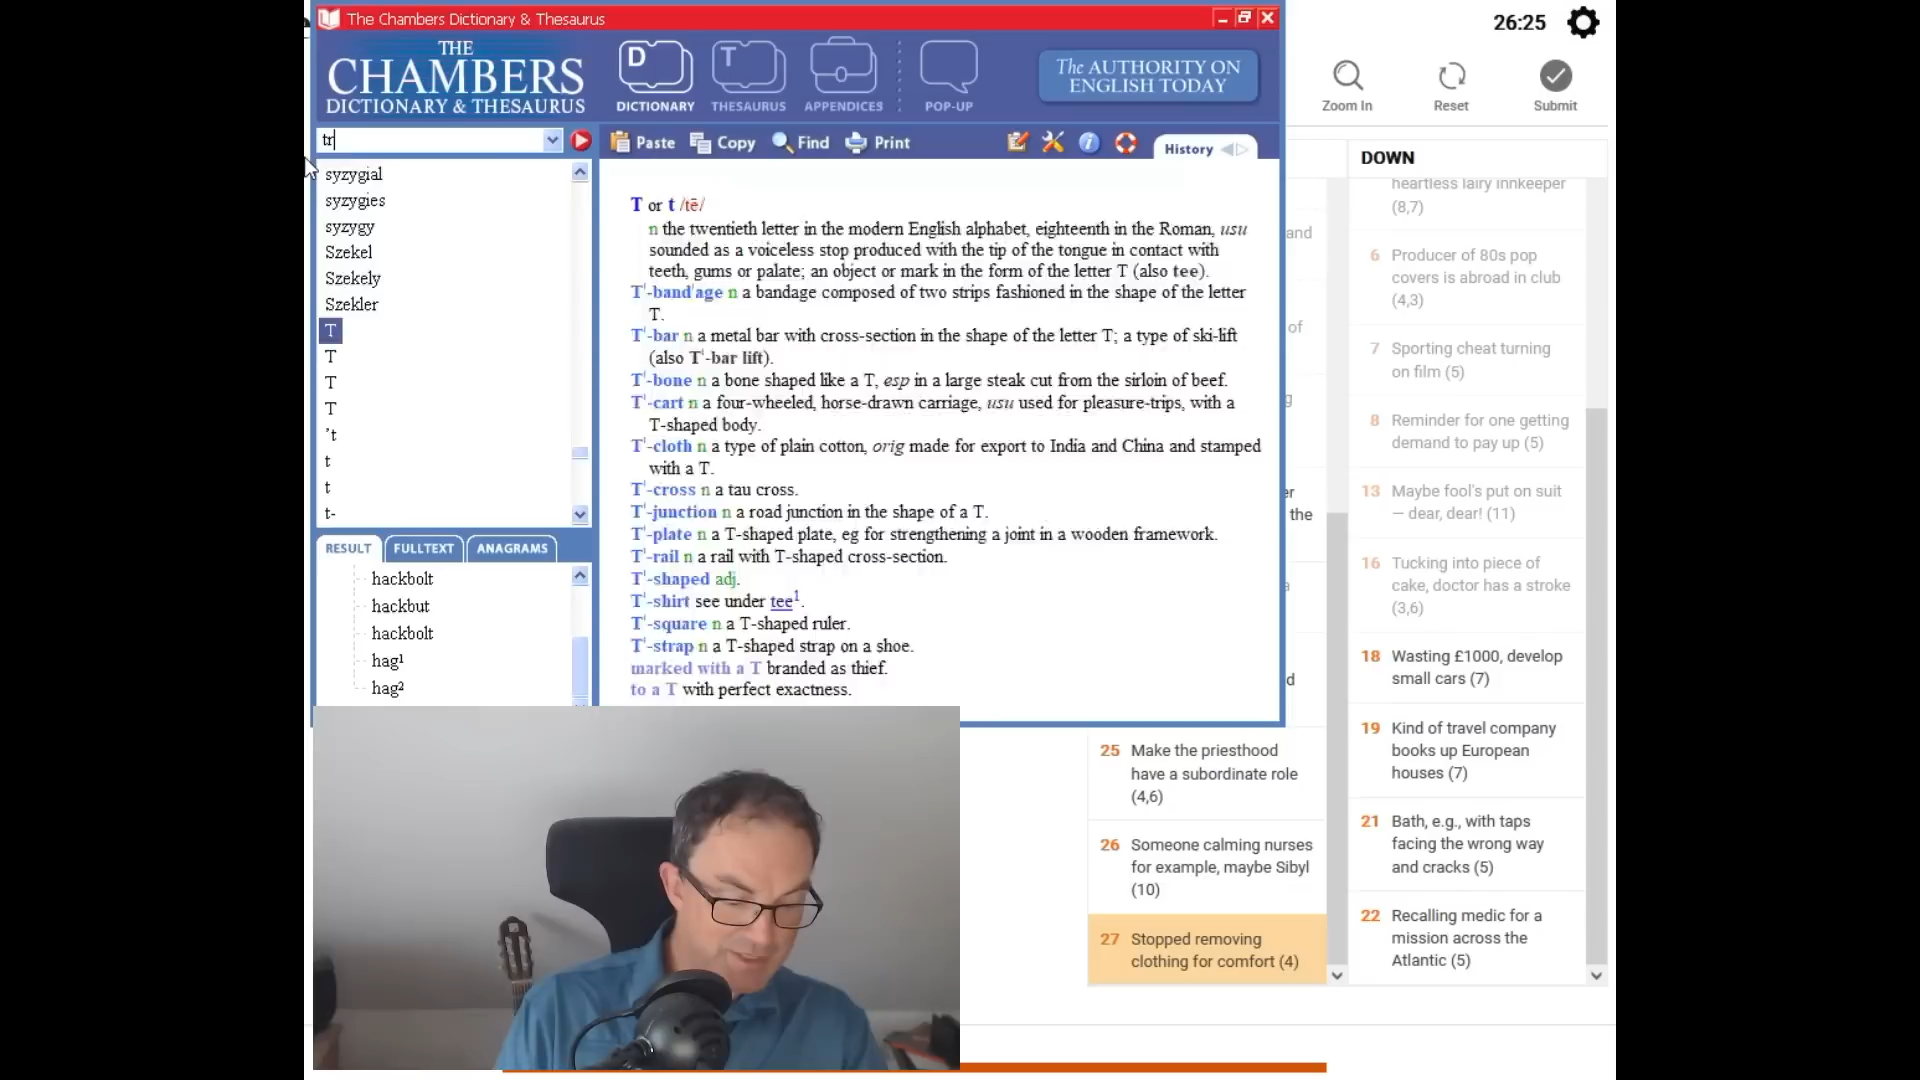 The Chambers Dictionary & Thesaurus
THE
CHAMBERS
DICTIONARY & THESAURUS
D
DICTIONARY
T
THESAURUS
APPENDICES
POP-UP
The AUTHORITY ON
ENGLISH TODAY
tr
Paste
Copy
Find
Print
History
syzygial
syzygies
syzygy
Szekel
Szekely
Szekler
T
T
T
T
't
t
t
t-
RESULT
FULLTEXT
ANAGRAMS
hackbolt
hackbut
hackbolt
hag¹
hag²
T or t /tē/
n the twentieth letter in the modern English alphabet, eighteenth in the Roman, usu
sounded as a voiceless stop produced with the tip of the tongue in contact with
teeth, gums or palate; an object or mark in the form of the letter T (also tee).
T'-band'age n a bandage composed of two strips fashioned in the shape of the letter
T.
T'-bar n a metal bar with cross-section in the shape of the letter T; a type of ski-lift
(also T'-bar lift).
T'-bone n a bone shaped like a T, esp in a large steak cut from the sirloin of beef.
T'-cart n a four-wheeled, horse-drawn carriage, usu used for pleasure-trips, with a
T-shaped body.
T'-cloth n a type of plain cotton, orig made for export to India and China and stamped
with a T.
T'-cross n a tau cross.
T'-junction n a road junction in the shape of a T.
T'-plate n a T-shaped plate, eg for strengthening a joint in a wooden framework.
T'-rail n a rail with T-shaped cross-section.
T'-shaped adj.
T'-shirt see under tee¹.
T'-square n a T-shaped ruler.
T'-strap n a T-shaped strap on a shoe.
marked with a T branded as thief.
to a T with perfect exactness.
26:25
Zoom In
Reset
Submit
and
of
the
a
25 Make the priesthood
have a subordinate role
(4,6)
26 Someone calming nurses
for example, maybe Sibyl
(10)
27 Stopped removing
clothing for comfort (4)
DOWN
heartless lairy innkeeper
(8,7)
6 Producer of 80s pop
covers is abroad in club
(4,3)
7 Sporting cheat turning
on film (5)
8 Reminder for one getting
demand to pay up (5)
13 Maybe fool's put on suit
— dear, dear! (11)
16 Tucking into piece of
cake, doctor has a stroke
(3,6)
18 Wasting £1000, develop
small cars (7)
19 Kind of travel company
books up European
houses (7)
21 Bath, e.g., with taps
facing the wrong way
and cracks (5)
22 Recalling medic for a
mission across the
Atlantic (5)